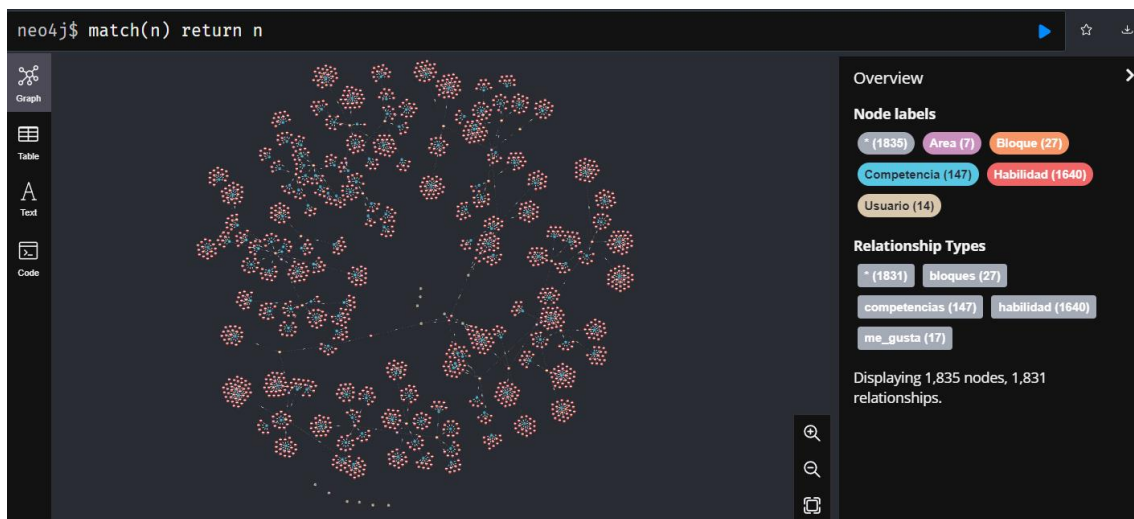 neo4j$ match(n) return n
Graph
Table
Text
Code
Overview
Node labels
* (1835) Area (7) Bloque (27)
Competencia (147) Habilidad (1640)
Usuario (14)
Relationship Types
* (1831) bloques (27)
competencias (147) habilidad (1640)
me_gusta (17)
Displaying 1,835 nodes, 1,831
relationships.